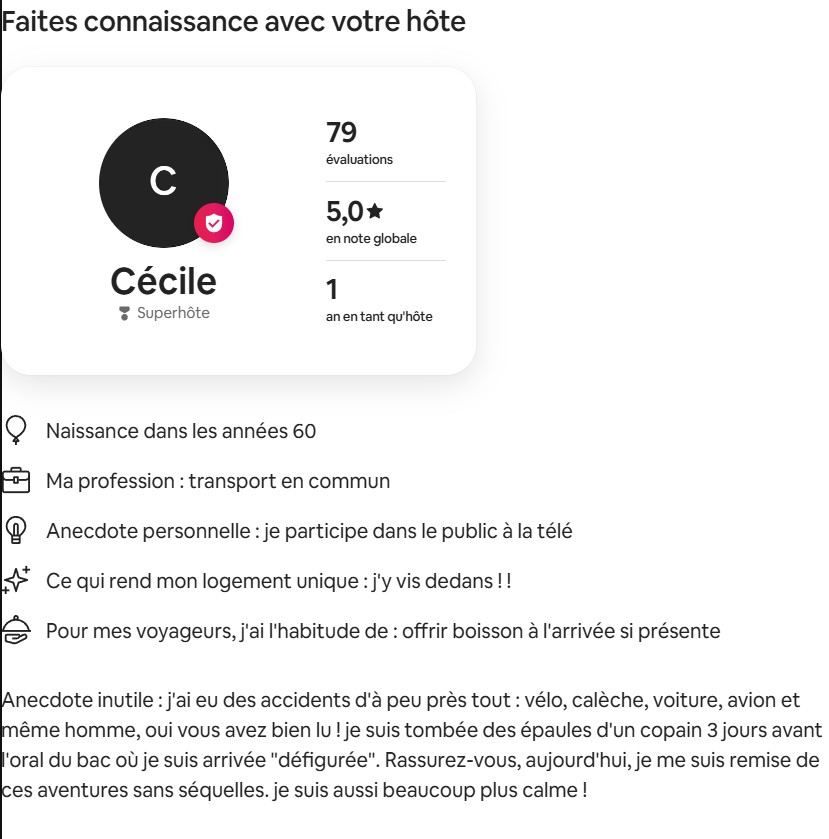 Faites connaissance avec votre hôte
C
79
évaluations
5,0★
en note globale
1
an en tant qu'hôte
Cécile
Superhôte
Naissance dans les années 60
Ma profession : transport en commun
Anecdote personnelle : je participe dans le public à la télé
Ce qui rend mon logement unique : j'y vis dedans ! !
Pour mes voyageurs, j'ai l'habitude de : offrir boisson à l'arrivée si présente
Anecdote inutile : j'ai eu des accidents d'à peu près tout : vélo, calèche, voiture, avion et
même homme, oui vous avez bien lu ! je suis tombée des épaules d'un copain 3 jours avant
l'oral du bac où je suis arrivée "défigurée". Rassurez-vous, aujourd'hui, je me suis remise de
ces aventures sans séquelles. je suis aussi beaucoup plus calme !